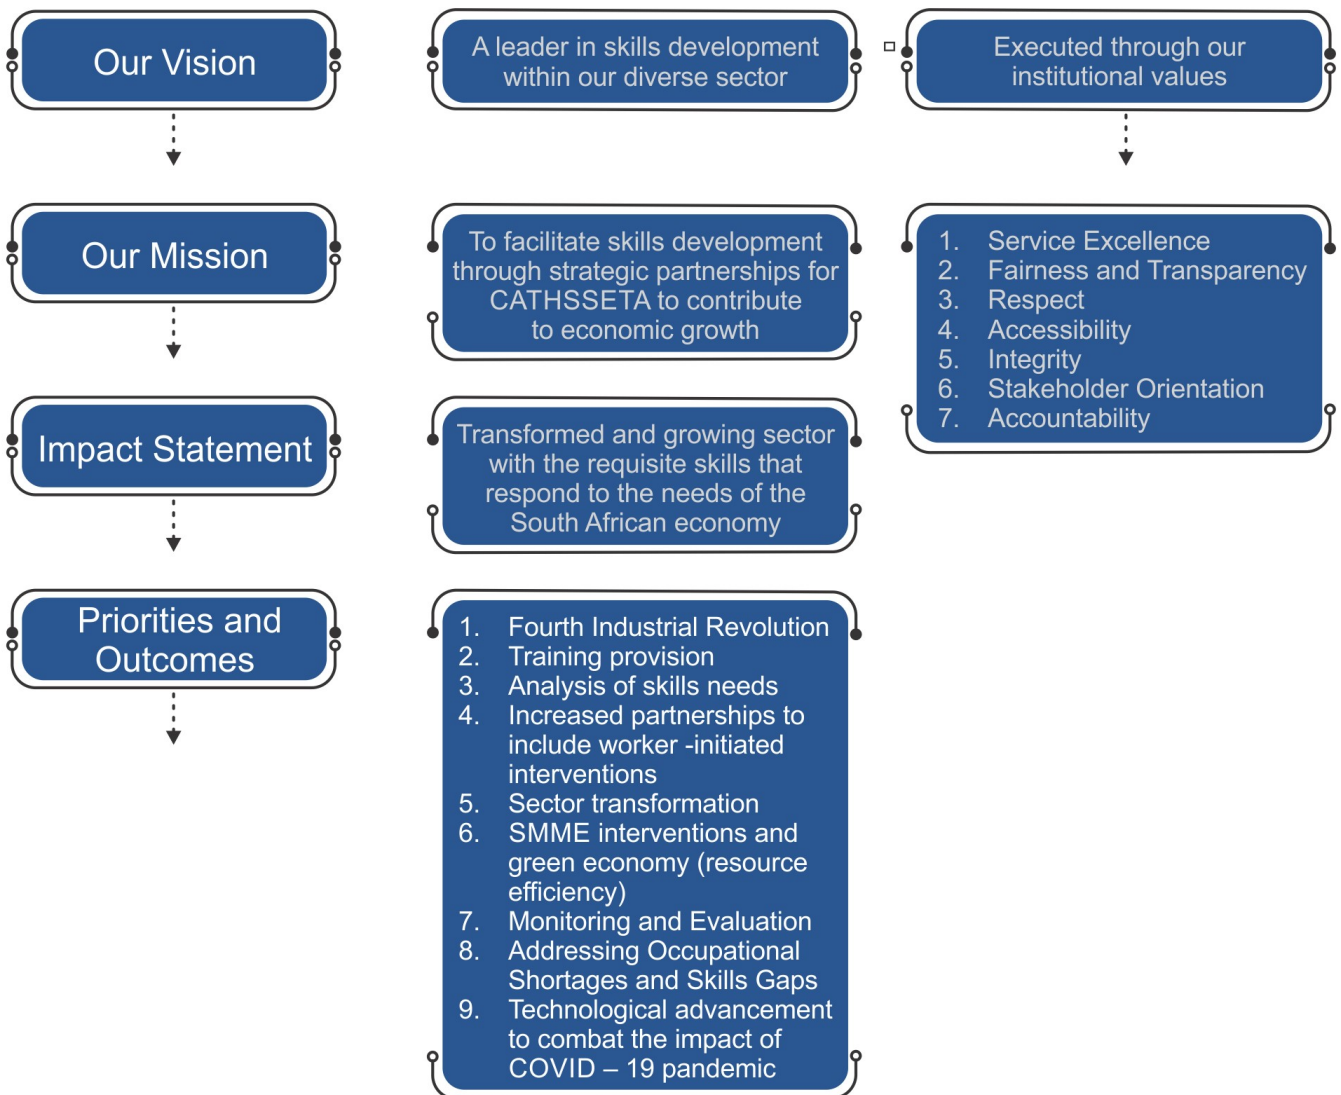 Our Vision
A leader in skills development
within our diverse sector
Executed through our
institutional values
Our Mission
To facilitate skills development
through strategic partnerships for
CATHSSETA to contribute
to economic growth
1. Service Excellence
2. Fairness and Transparency
3. Respect
4. Accessibility
5. Integrity
6. Stakeholder Orientation
7. Accountability
Impact Statement
Transformed and growing sector
with the requisite skills that
respond to the needs of the
South African economy
Priorities and
Outcomes
1. Fourth Industrial Revolution
2. Training provision
3. Analysis of skills needs
4. Increased partnerships to
include worker -initiated
interventions
5. Sector transformation
6. SMME interventions and
green economy (resource
efficiency)
7. Monitoring and Evaluation
8. Addressing Occupational
Shortages and Skills Gaps
9. Technological advancement
to combat the impact of
COVID – 19 pandemic